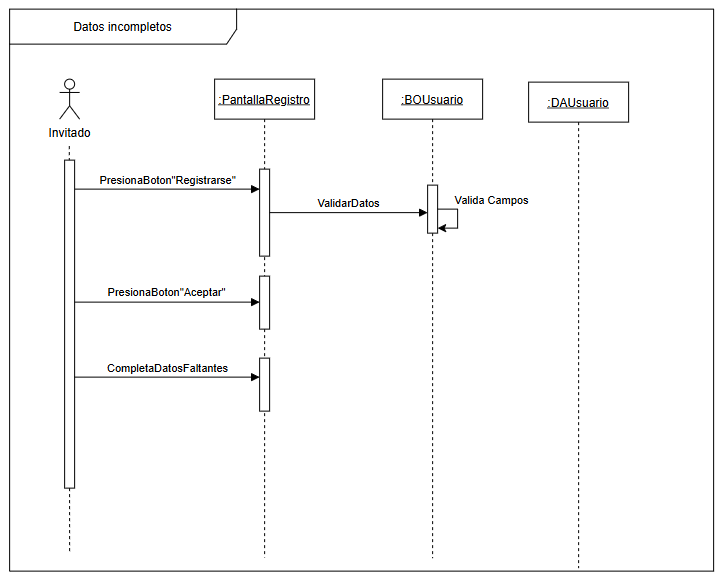 Datos incompletos
:PantallaRegistro
:BOUsuario
:DAUsuario
Invitado
PresionaBoton"Registrarse"
ValidarDatos
Valida Campos
PresionaBoton"Aceptar"
CompletaDatosFaltantes